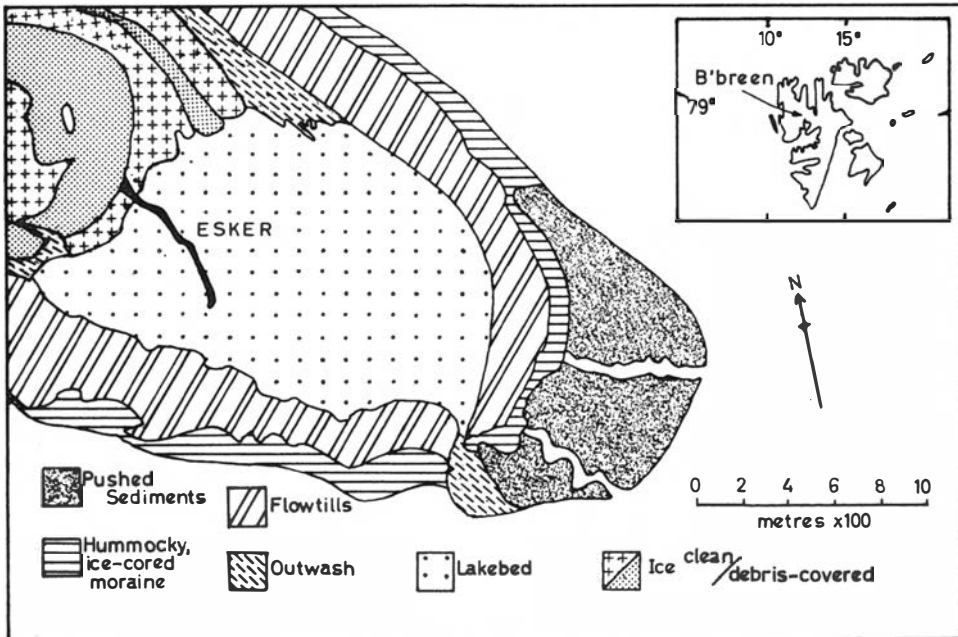 10° 15°
B'breen
79°
ESKER
N
Pushed
Sediments
Flowtills
Hummocky,
ice-cored
moraine
Outwash
Lakebed
Ice clean/
debris-covered
0 2 4 6 8 10
metres x100